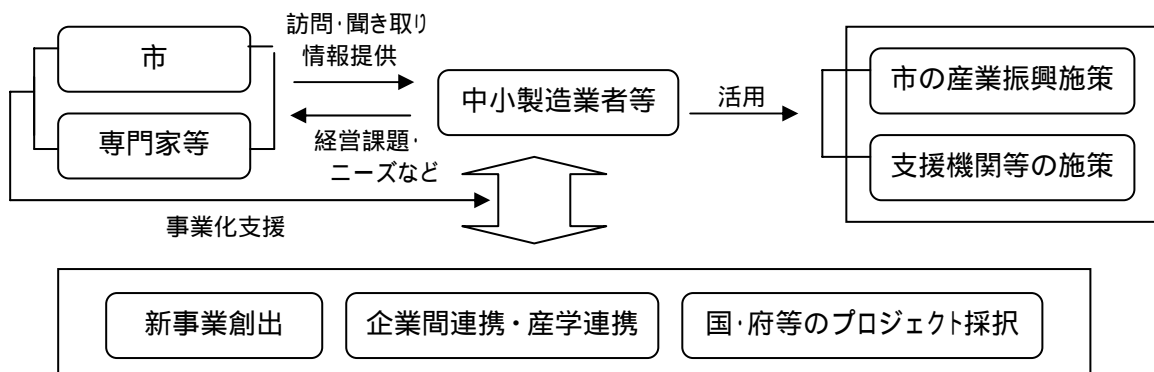 訪問・聞き取り
情報提供
市
専門家等
経営課題・
ニーズなど
事業化支援
中小製造業者等
活用
市の産業振興施策
支援機関等の施策
新事業創出
企業間連携・産学連携
国・府等のプロジェクト採択